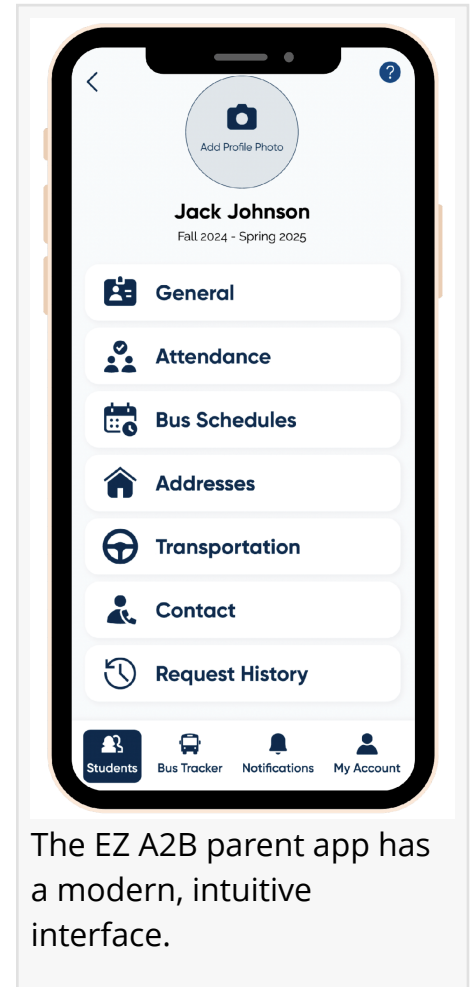 ?
Add Profile Photo
Jack Johnson
Fall 2024 - Spring 2025
General
Attendance
Bus Schedules
Addresses
Transportation
Contact
Request History
Students Bus Tracker Notifications My Account
The EZ A2B parent app has
a modern, intuitive
interface.